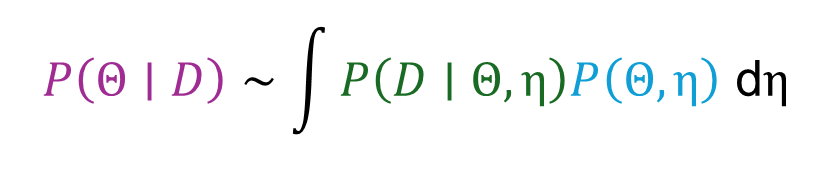 P(Θ | D) ~ ∫ P(D | Θ, η)P(Θ, η) dη